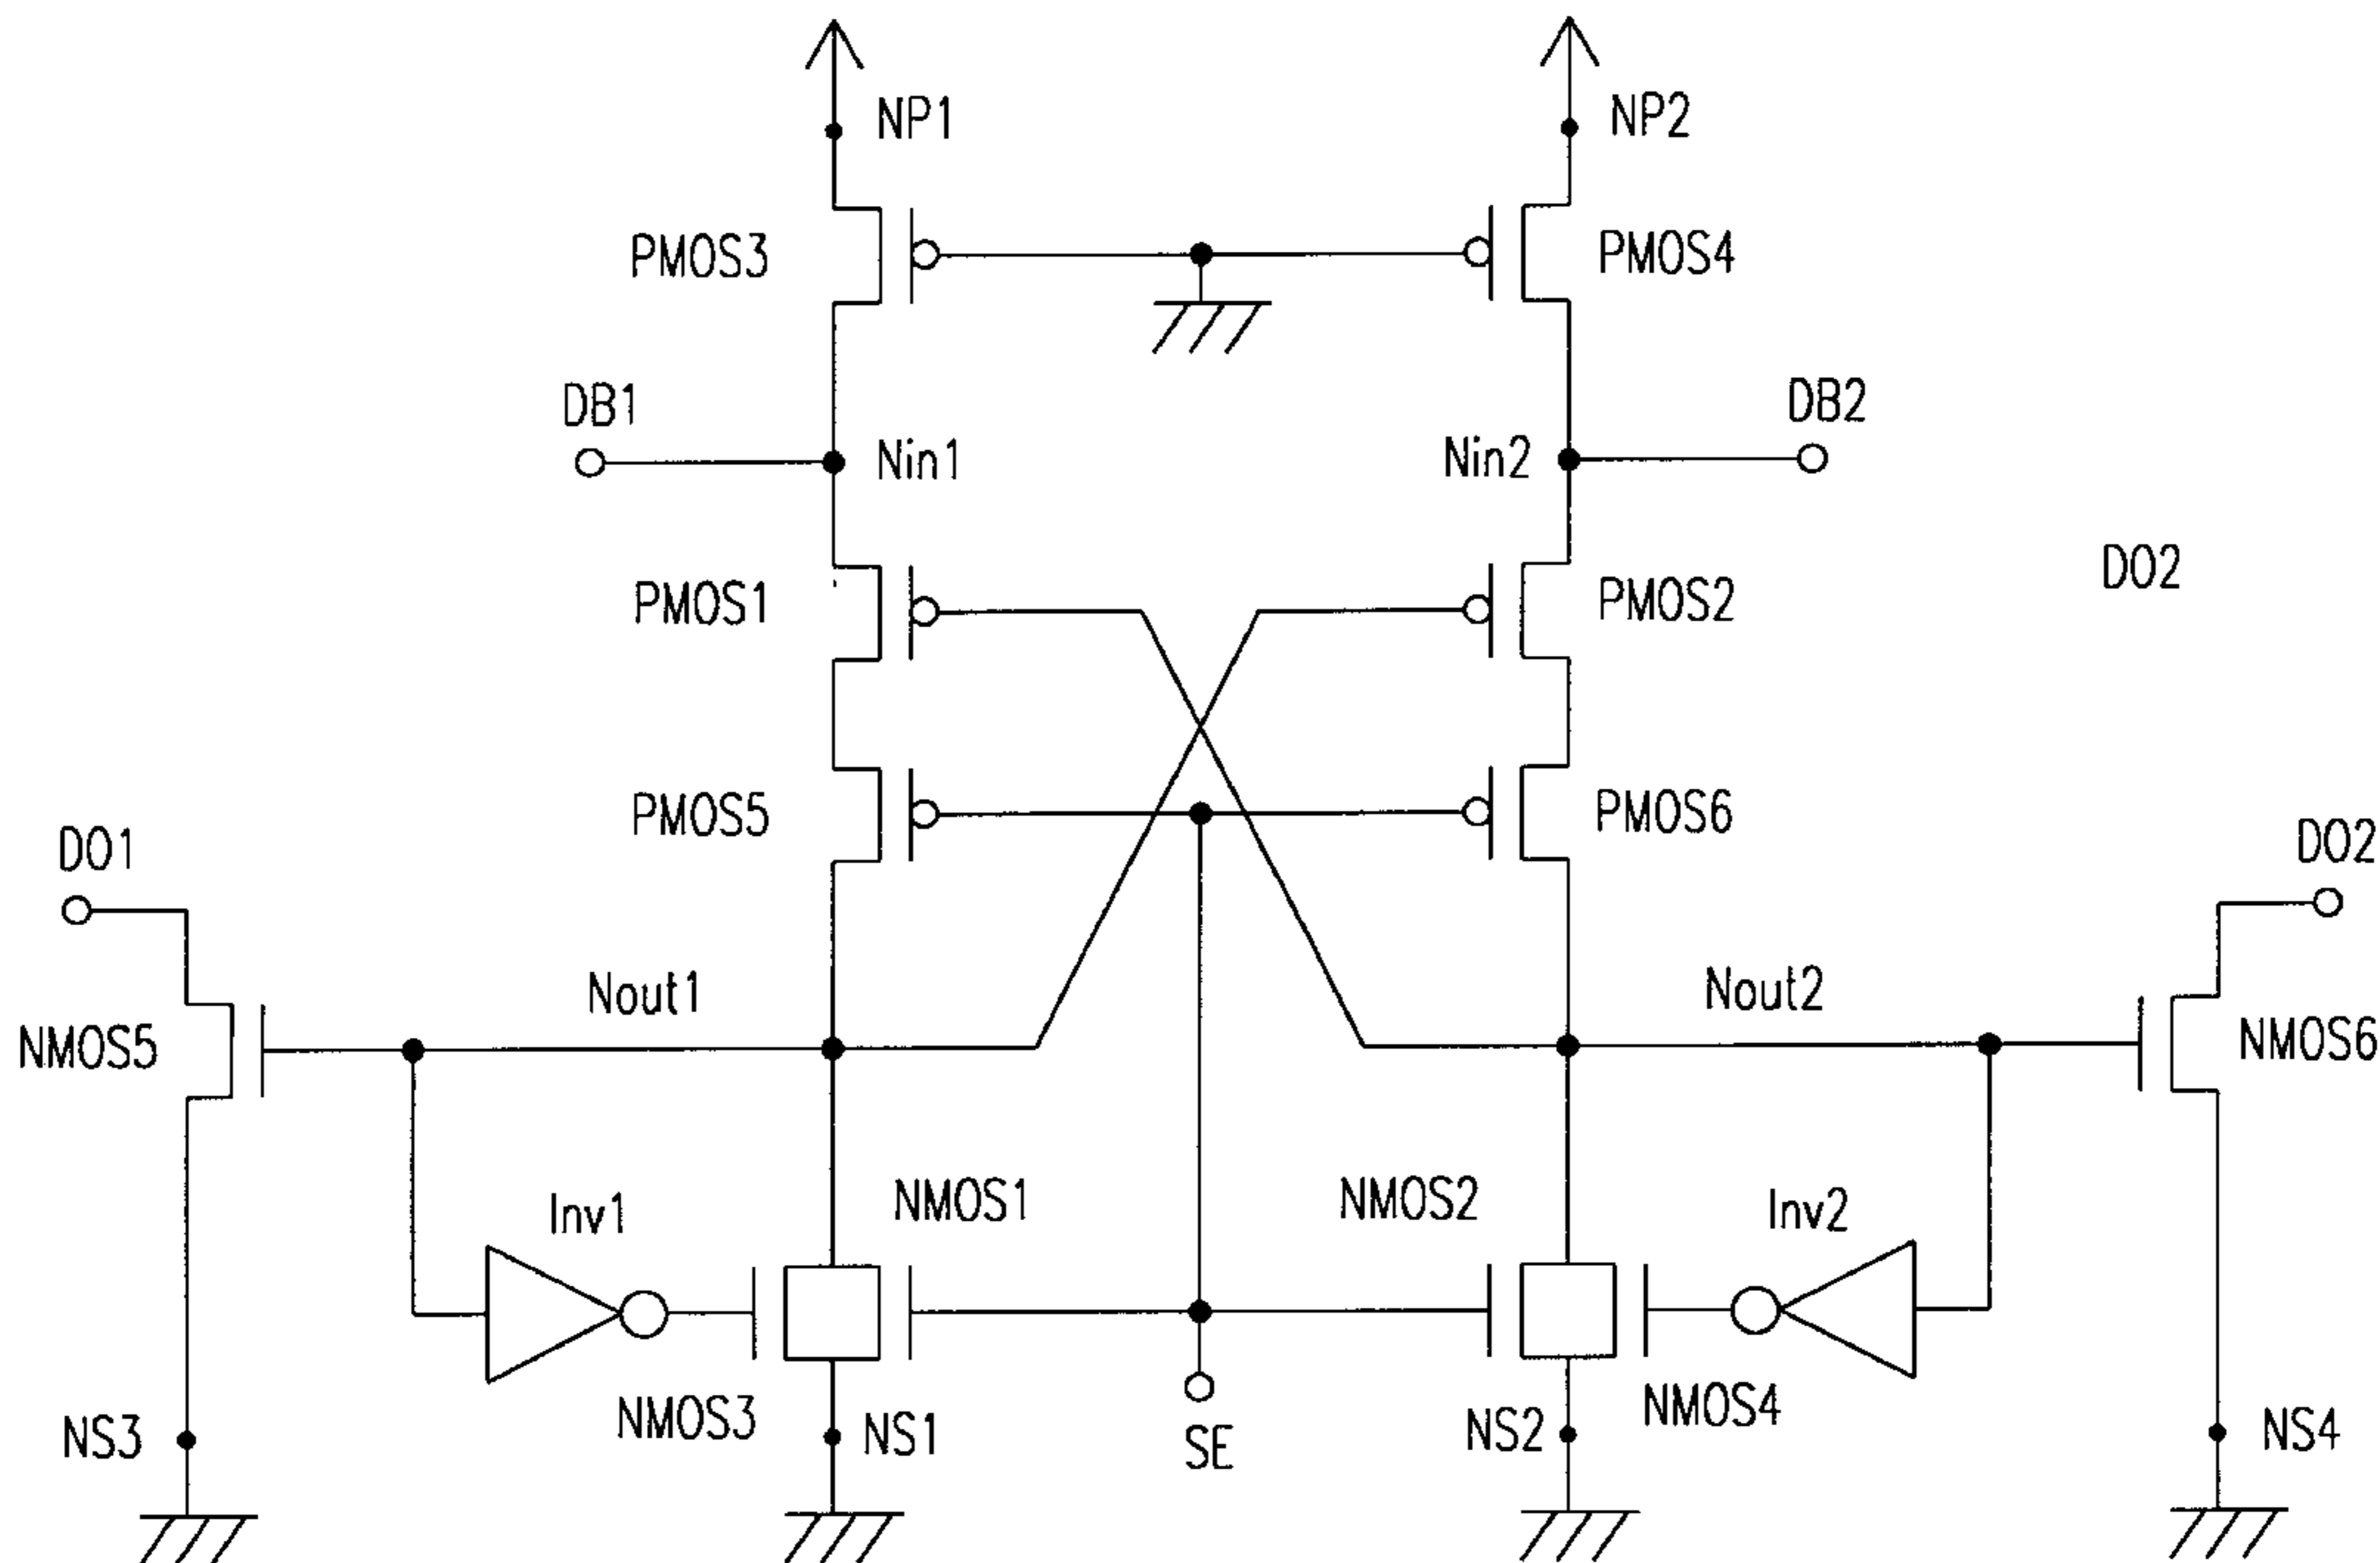 NP1
NP2
PMOS3
PMOS4
DB1
DB2
Nin1
Nin2
DO2
PMOS1
PMOS2
PMOS5
PMOS6
DO1
DO2
Nout1
Nout2
NMOS5
NMOS6
Inv1
NMOS1
NMOS2
Inv2
NMOS3
NMOS4
NS3
NS1
SE
NS2
NS4